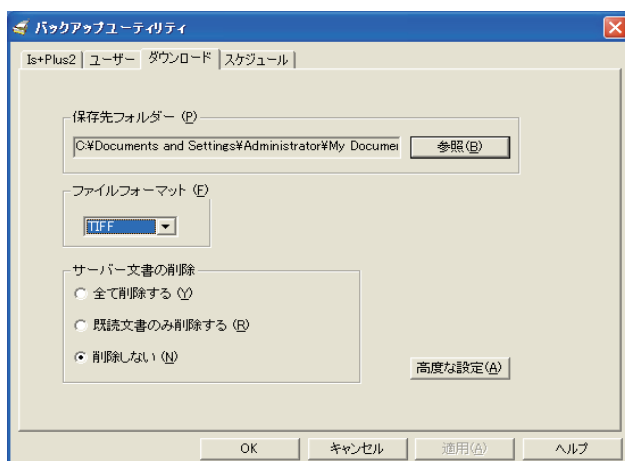 バックアップユーティリティ
Is+Plus2 ユーザー ダウンロード スケジュール
保存先フォルダー (P)
C:¥Documents and Settings¥Administrator¥My Documer 参照(B)
ファイルフォーマット (F)
TIFF
サーバー文書の削除
全て削除する (Y)
既読文書のみ削除する (R)
削除しない (N)
高度な設定(A)
OK キャンセル 適用(A) ヘルプ